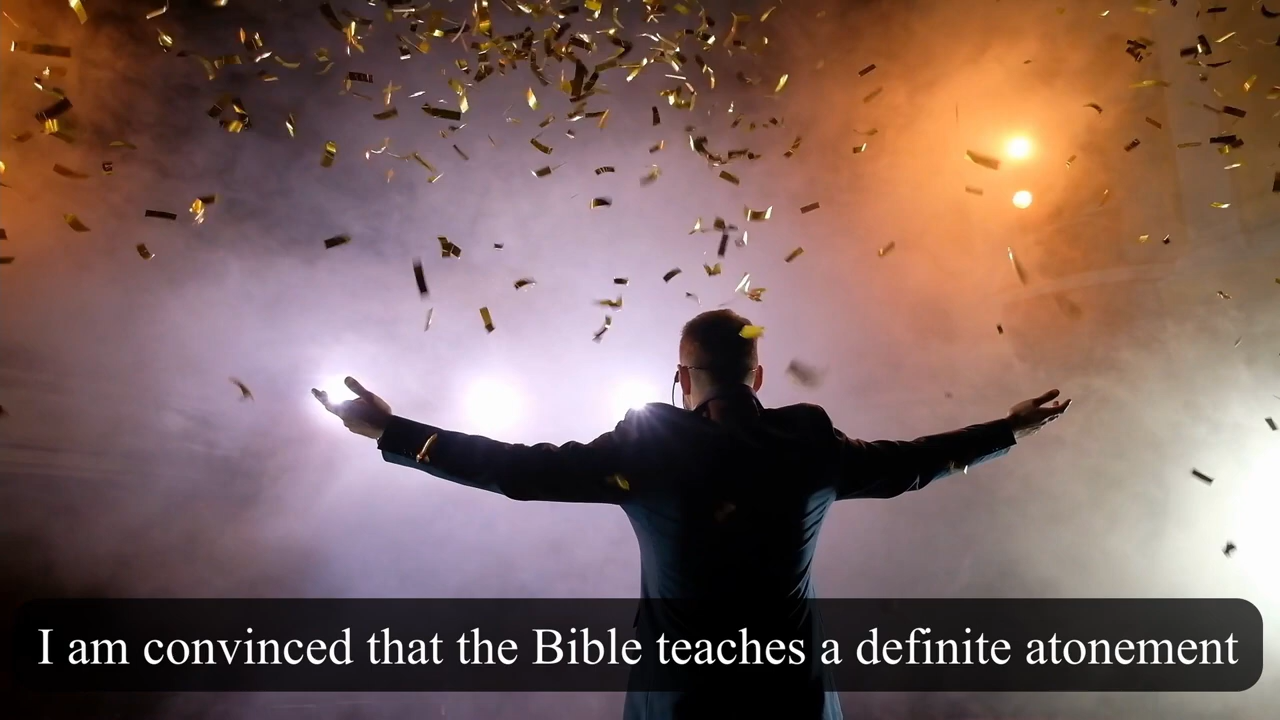 I am convinced that the Bible teaches a definite atonement